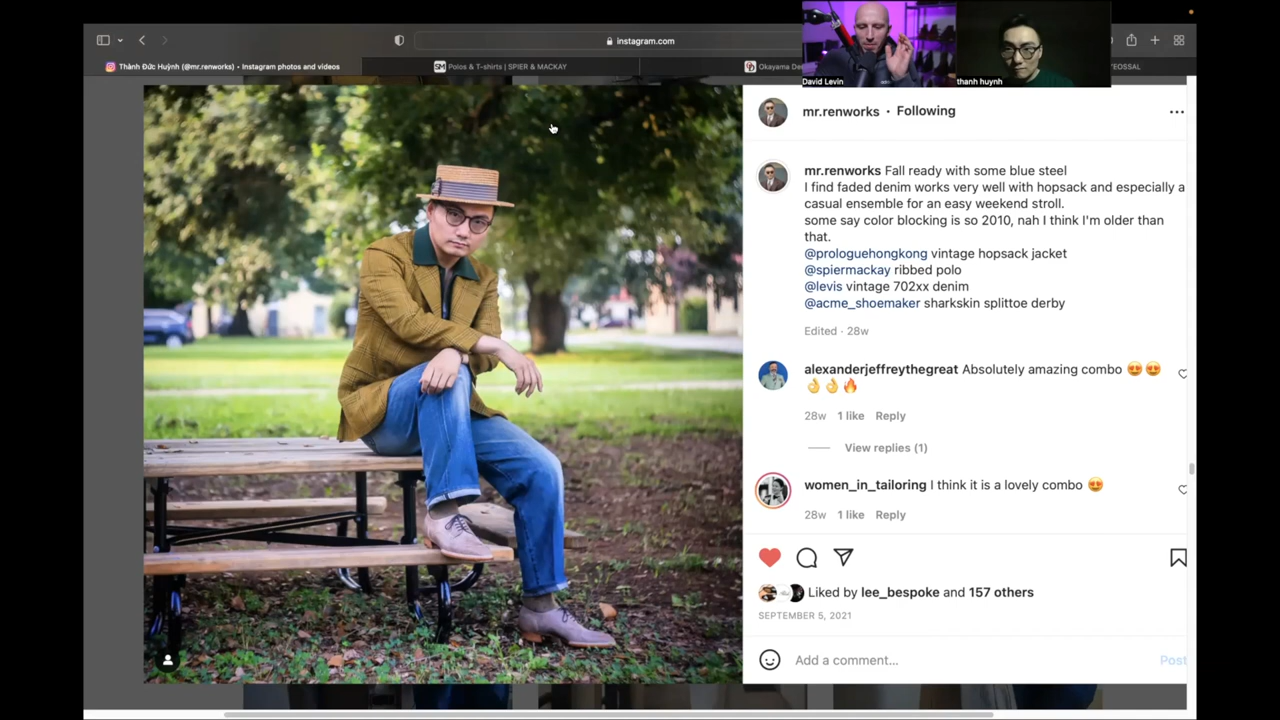 instagram.com
Thành Đức Huỳnh (@mr.renworks) • Instagram photos and videos
SM Polos & T-shirts | SPIER & MACKAY
Okayama De
YEOSSAL
David Levin
thanh huynh
mr.renworks • Following
mr.renworks Fall ready with some blue steel
I find faded denim works very well with hopsack and especially a
casual ensemble for an easy weekend stroll.
some say color blocking is so 2010, nah I think I'm older than
that.
@prologuehongkong vintage hopsack jacket
@spiermackay ribbed polo
@levis vintage 702xx denim
@acme_shoemaker sharkskin splittoe derby
Edited · 28w
alexanderjeffreythegreat Absolutely amazing combo 😍😍
👌👌🔥
28w 1 like Reply
View replies (1)
women_in_tailoring I think it is a lovely combo 😍
28w 1 like Reply
Liked by lee_bespoke and 157 others
SEPTEMBER 5, 2021
Add a comment...
Post